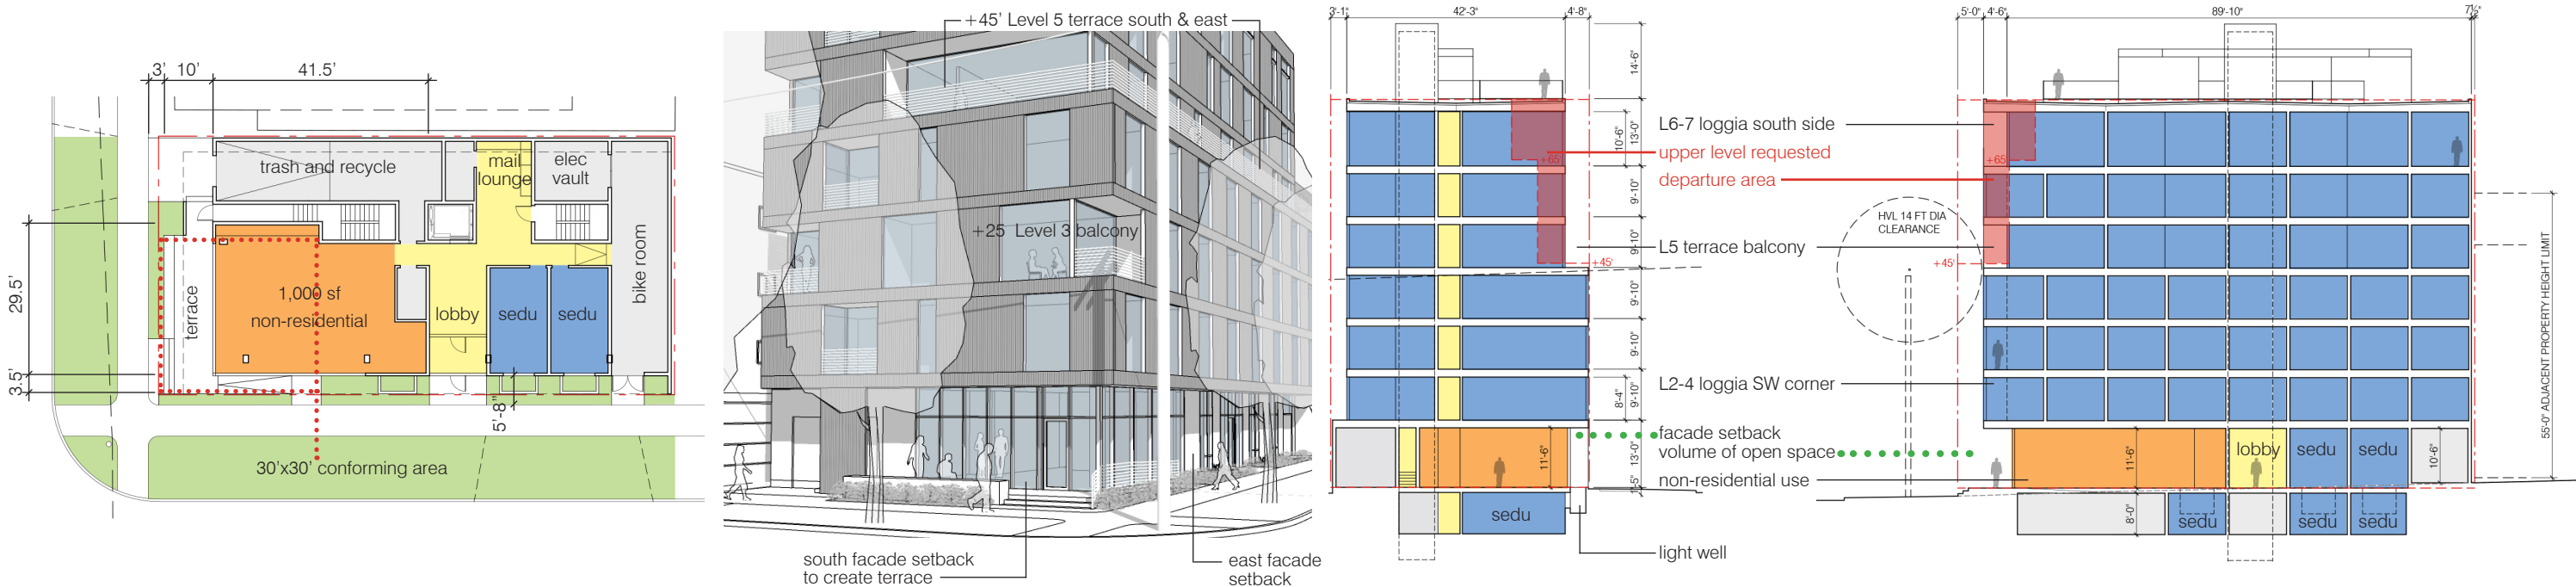 3' 10' 41.5'
29.5'
3.5'
5'-8"
trash and recycle
mail
lounge
elec
vault
bike room
terrace
1,000 sf
non-residential
lobby
sedu
sedu
30'x30' conforming area
+45' Level 5 terrace south & east
+25 Level 3 balcony
south facade setback
to create terrace
east facade
setback
3'-1" 42'-3" 4'-8"
14'-6"
10'-6"
13'-0"
9'-10"
9'-10"
9'-10"
9'-10"
8'-4"
9'-10"
13'-0"
11'-6"
+65'
+45'
sedu
L6-7 loggia south side
upper level requested
departure area
L5 terrace balcony
L2-4 loggia SW corner
facade setback
volume of open space
non-residential use
light well
5'-0" 4'-6" 89'-10" 7½"
+65
+45'
HVL 14 FT DIA
CLEARANCE
55'-0" ADJACENT PROPERTY HEIGHT LIMIT
11'-6"
lobby
sedu
sedu
10'-6"
8'-0"
sedu
sedu
sedu